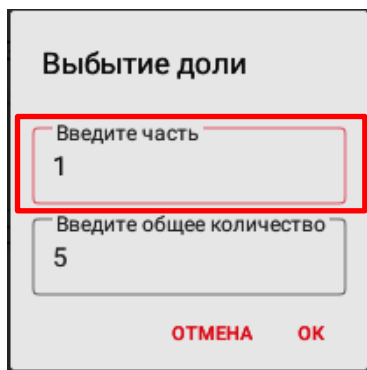 Выбытие доли
Введите часть
1
Введите общее количество
5
ОТМЕНА ОК